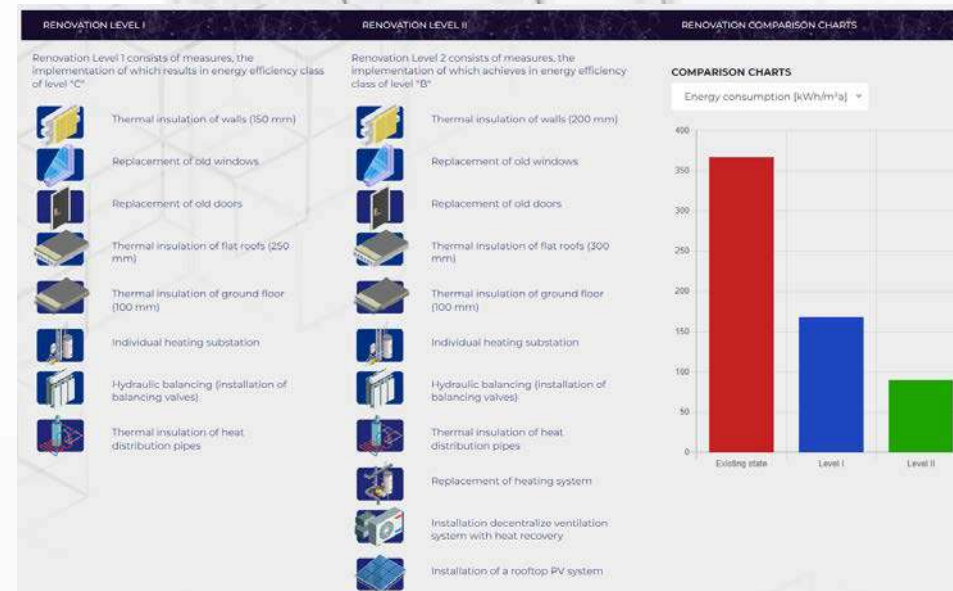 RENOVATION LEVEL I
Renovation Level 1 consists of measures, the
implementation of which results in energy efficiency class
of level "C"
Thermal insulation of walls (150 mm)
Replacement of old windows
Replacement of old doors
Thermal insulation of flat roofs (250
mm)
Thermal insulation of ground floor
(100 mm)
Individual heating substation
Hydraulic balancing (installation of
balancing valves)
Thermal insulation of heat
distribution pipes
RENOVATION LEVEL II
Renovation Level 2 consists of measures, the
implementation of which achieves in energy efficiency
class of level "B"
Thermal insulation of walls (200 mm)
Replacement of old windows
Replacement of old doors
Thermal insulation of flat roofs (300
mm)
Thermal insulation of ground floor
(100 mm)
Individual heating substation
Hydraulic balancing (installation of
balancing valves)
Thermal insulation of heat
distribution pipes
Replacement of heating system
Installation decentralize ventilation
system with heat recovery
Installation of a rooftop PV system
RENOVATION COMPARISON CHARTS
COMPARISON CHARTS
Energy consumption [kWh/m²a]
400
350
300
250
200
150
100
50
0
Existing state Level I Level II